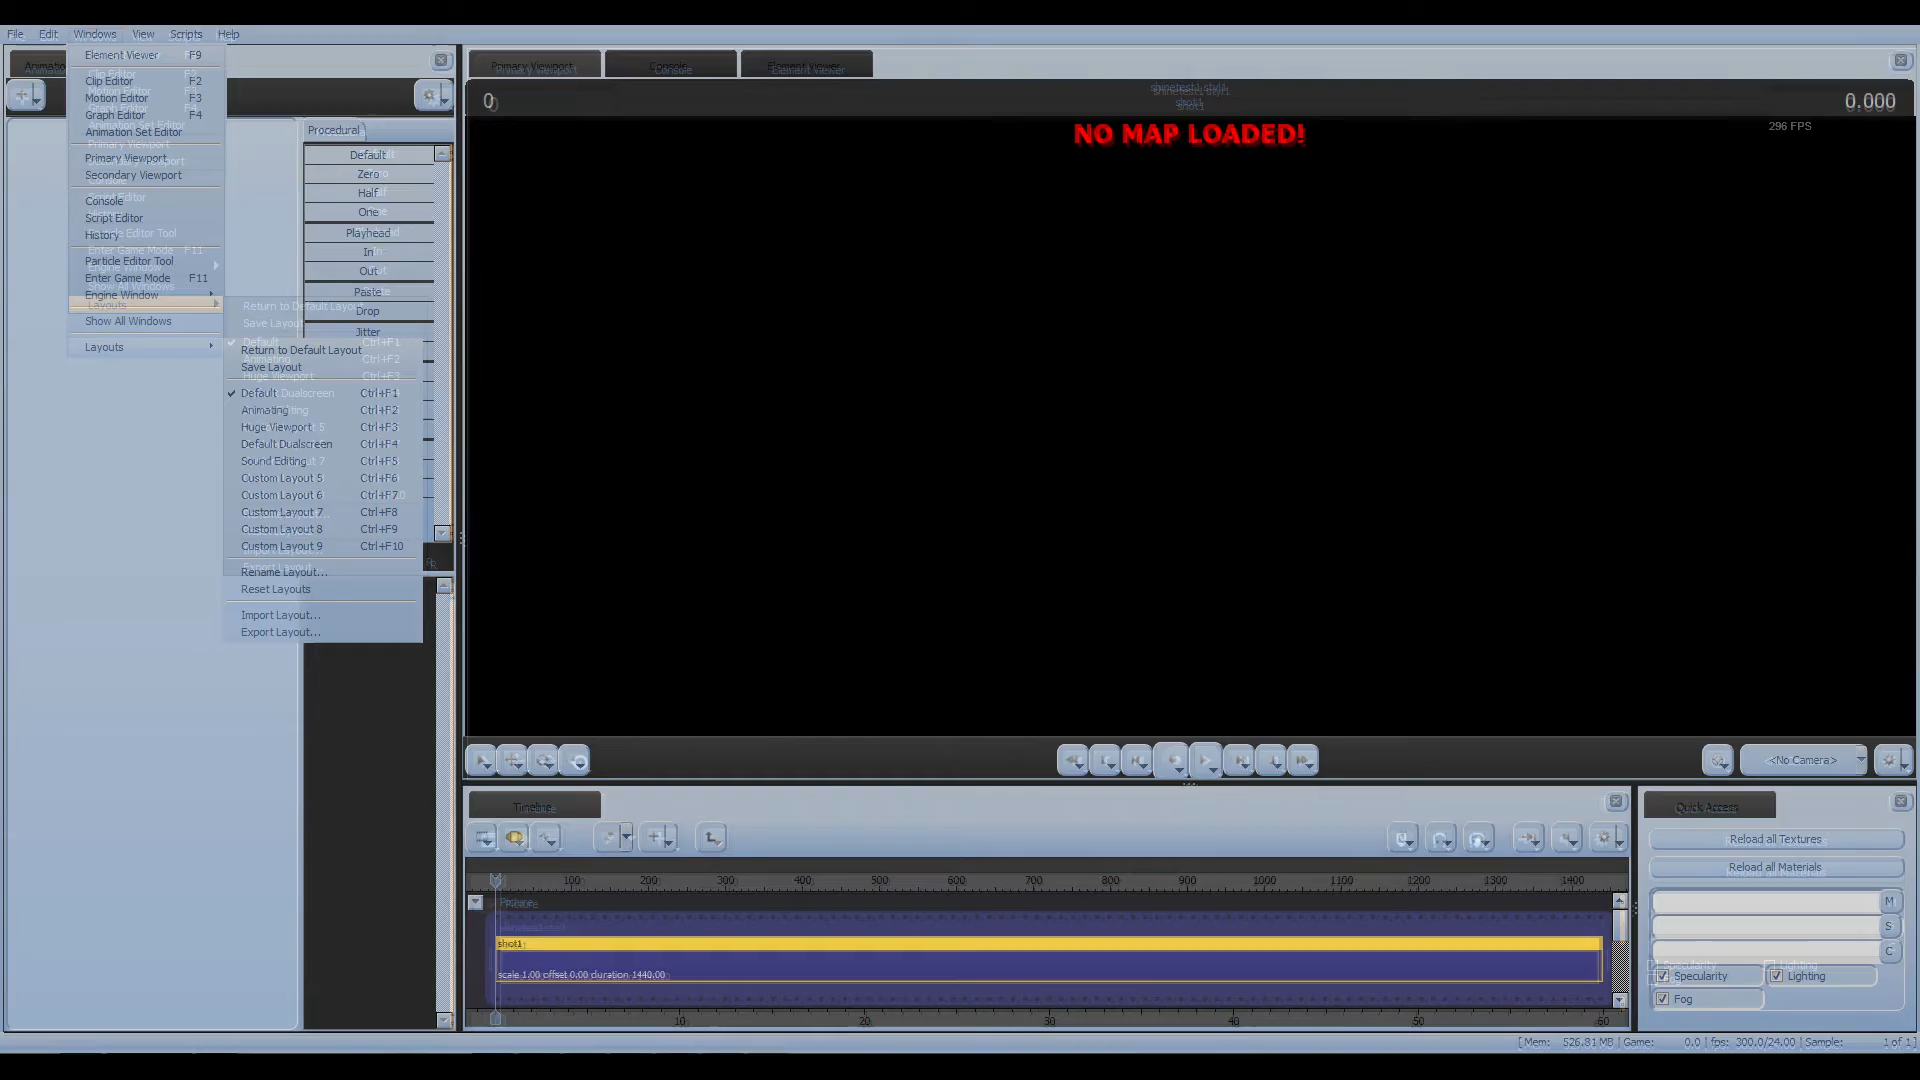 File Edit Windows View Scripts Help
Element Viewer F9
Clip Editor F2
Motion Editor F3
Graph Editor F4
Animation Set Editor
Primary Viewport
Secondary Viewport
Console
Script Editor
History
Particle Editor Tool
Enter Game Mode F11
Engine Window
Show All Windows
Layouts
Return to Default Layout
Save Layout
Default Ctrl+F1
Animating Ctrl+F2
Huge Viewport Ctrl+F3
Default Dualscreen Ctrl+F4
Sound Editing Ctrl+F5
Custom Layout 5 Ctrl+F6
Custom Layout 6 Ctrl+F7
Custom Layout 7 Ctrl+F8
Custom Layout 8 Ctrl+F9
Custom Layout 9 Ctrl+F10
Rename Layout...
Reset Layouts
Import Layout...
Export Layout...
Procedural
Default
Zero
Half
One
Playhead
In
Out
Paste
Drop
Jitter
Primary Viewport Console Element Viewer
0
shot1
0.000
NO MAP LOADED!
296 FPS
<No Camera>
Timeline
100 200 300 400 500 600 700 800 900 1000 1100 1200 1300 1400
Picture
shot1
scale 1.00 offset 0.00 duration 1440.00
10 20 30 40 50 60
Quick Access
Reload all Textures
Reload all Materials
M
S
C
Specularity Lighting
Fog
[ Mem: 526.81 MB | Game: 0.0 | fps: 300.0/24.00 | Sample: 1 of 1 ]